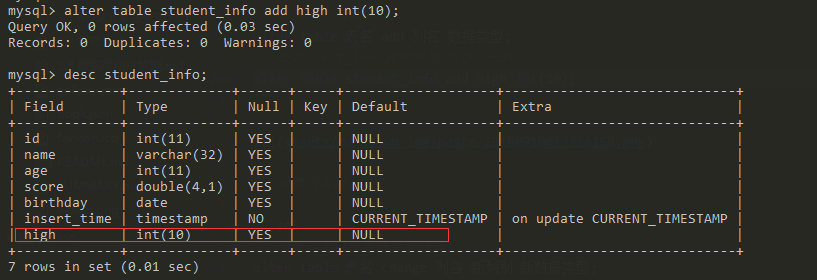 mysql> alter table student_info add high int(10);
Query OK, 0 rows affected (0.03 sec)
Records: 0  Duplicates: 0  Warnings: 0
mysql> desc student_info;
+-------------+-------------+------+-----+-------------------+-----------------------------+
| Field       | Type        | Null | Key | Default           | Extra                       |
+-------------+-------------+------+-----+-------------------+-----------------------------+
| id          | int(11)     | YES  |     | NULL              |                             |
| name        | varchar(32) | YES  |     | NULL              |                             |
| age         | int(11)     | YES  |     | NULL              |                             |
| score       | double(4,1) | YES  |     | NULL              |                             |
| birthday    | date        | YES  |     | NULL              |                             |
| insert_time | timestamp   | NO   |     | CURRENT_TIMESTAMP | on update CURRENT_TIMESTAMP |
| high        | int(10)     | YES  |     | NULL              |                             |
+-------------+-------------+------+-----+-------------------+-----------------------------+
7 rows in set (0.01 sec)